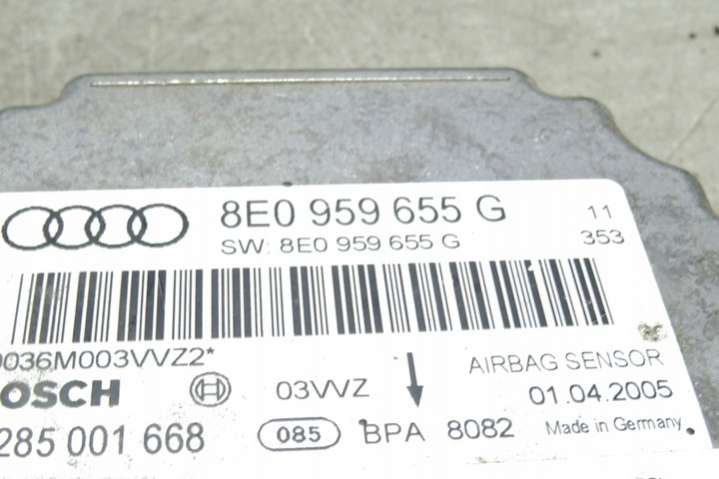 8E0 959 655 G 11
SW: 8E0 959 655 G 353
0036M003VVZ2*
AIRBAG SENSOR
OSCH 03VVZ 01.04.2005
285 001 668 085 BPA 8082 Made in Germany